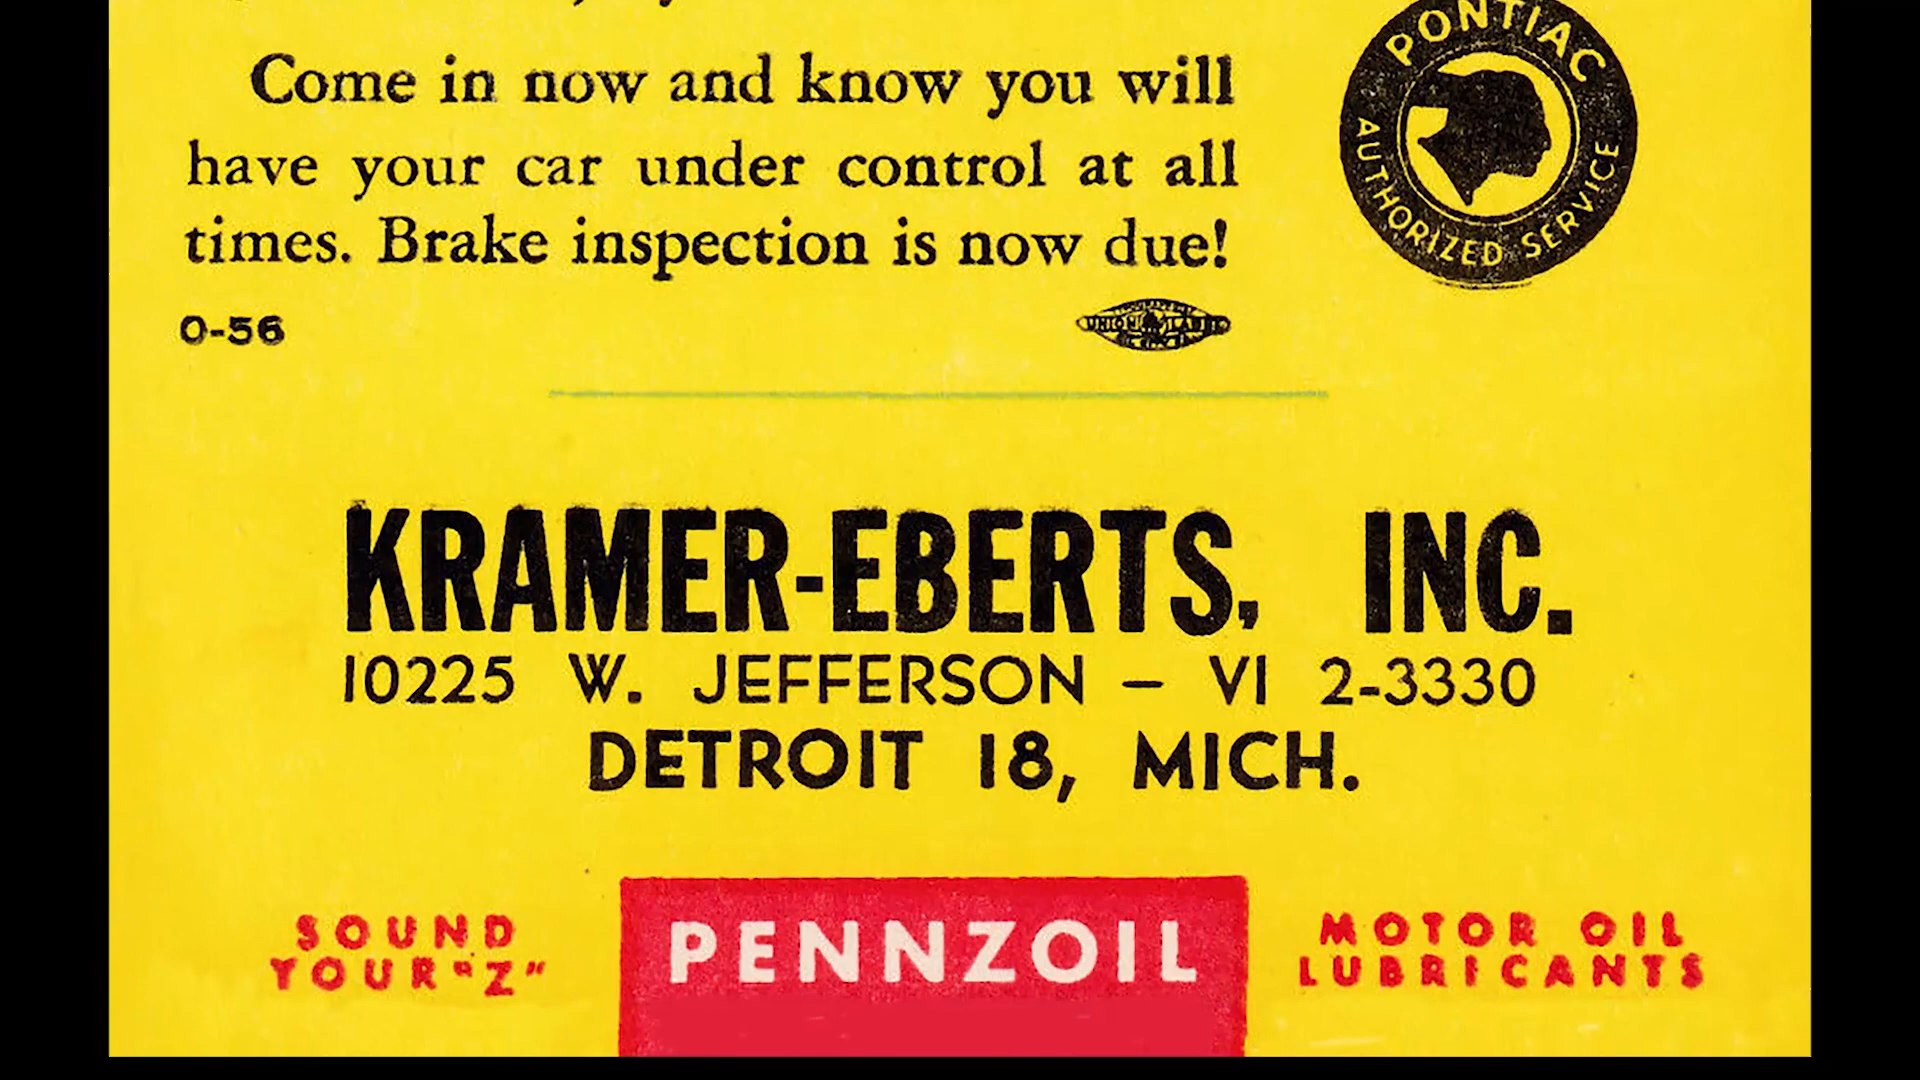 PONTIAC
AUTHORIZED SERVICE
Come in now and know you will
have your car under control at all
times. Brake inspection is now due!
O-56
UNION LABEL
KRAMER-EBERTS, INC.
10225 W. JEFFERSON – VI 2-3330
DETROIT 18, MICH.
SOUND
YOUR "Z"
PENNZOIL
MOTOR OIL
LUBRICANTS